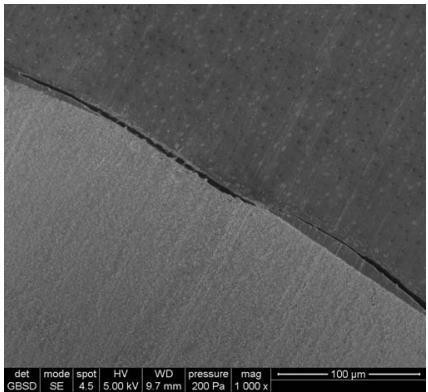 det mode spot HV WD pressure mag 100 µm
GBSD SE 4.5 5.00 kV 9.7 mm 200 Pa 1 000 x